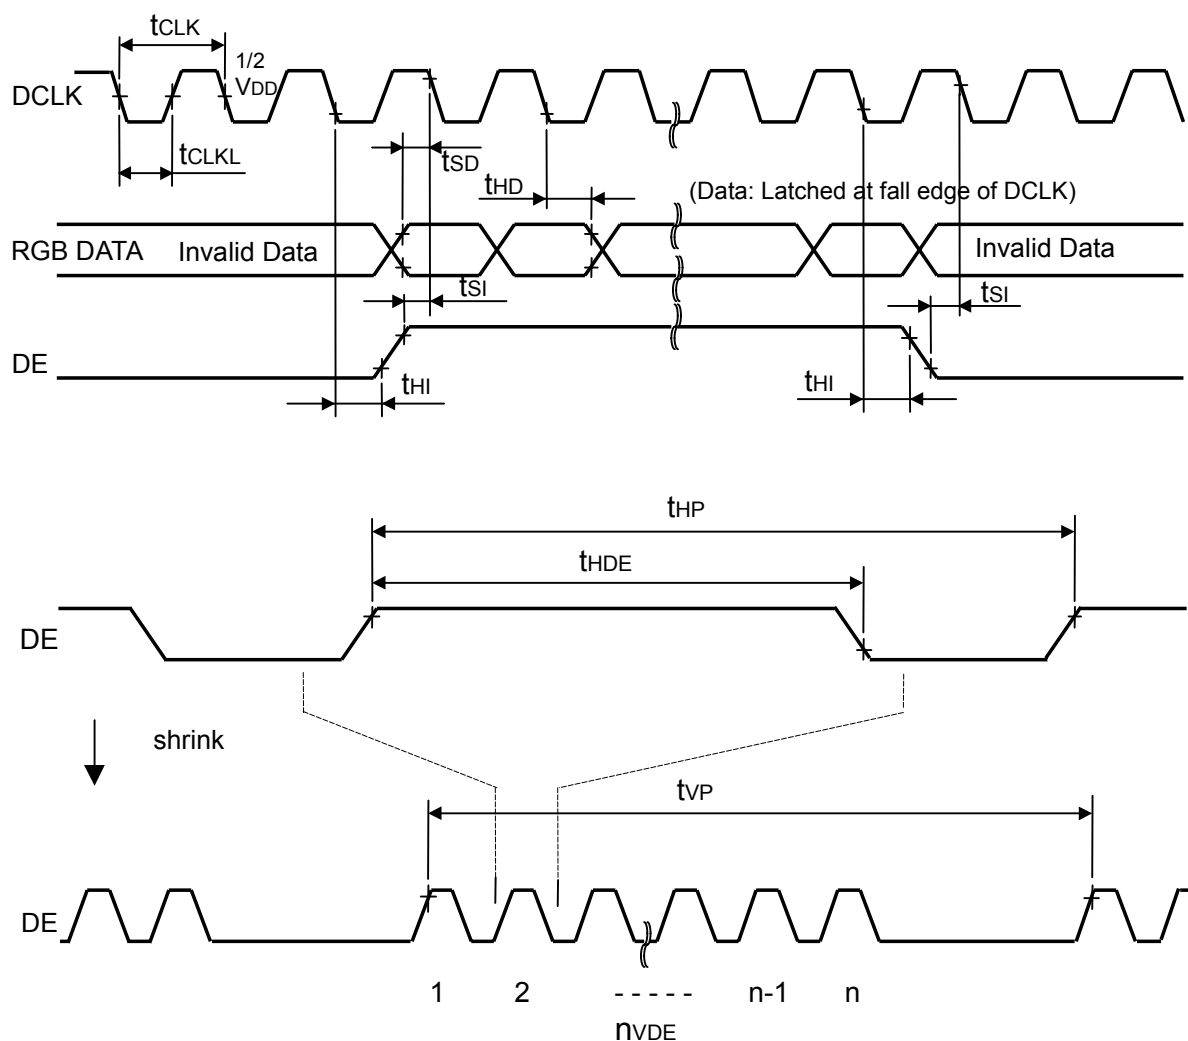 tCLK
1/2
VDD
DCLK
tCLKL
tSD
tHD
(Data: Latched at fall edge of DCLK)
RGB DATA
Invalid Data
Invalid Data
tSI
tSI
DE
tHI
tHI
tHP
tHDE
DE
shrink
tVP
DE
1 2 - - - - - n-1 n
nVDE